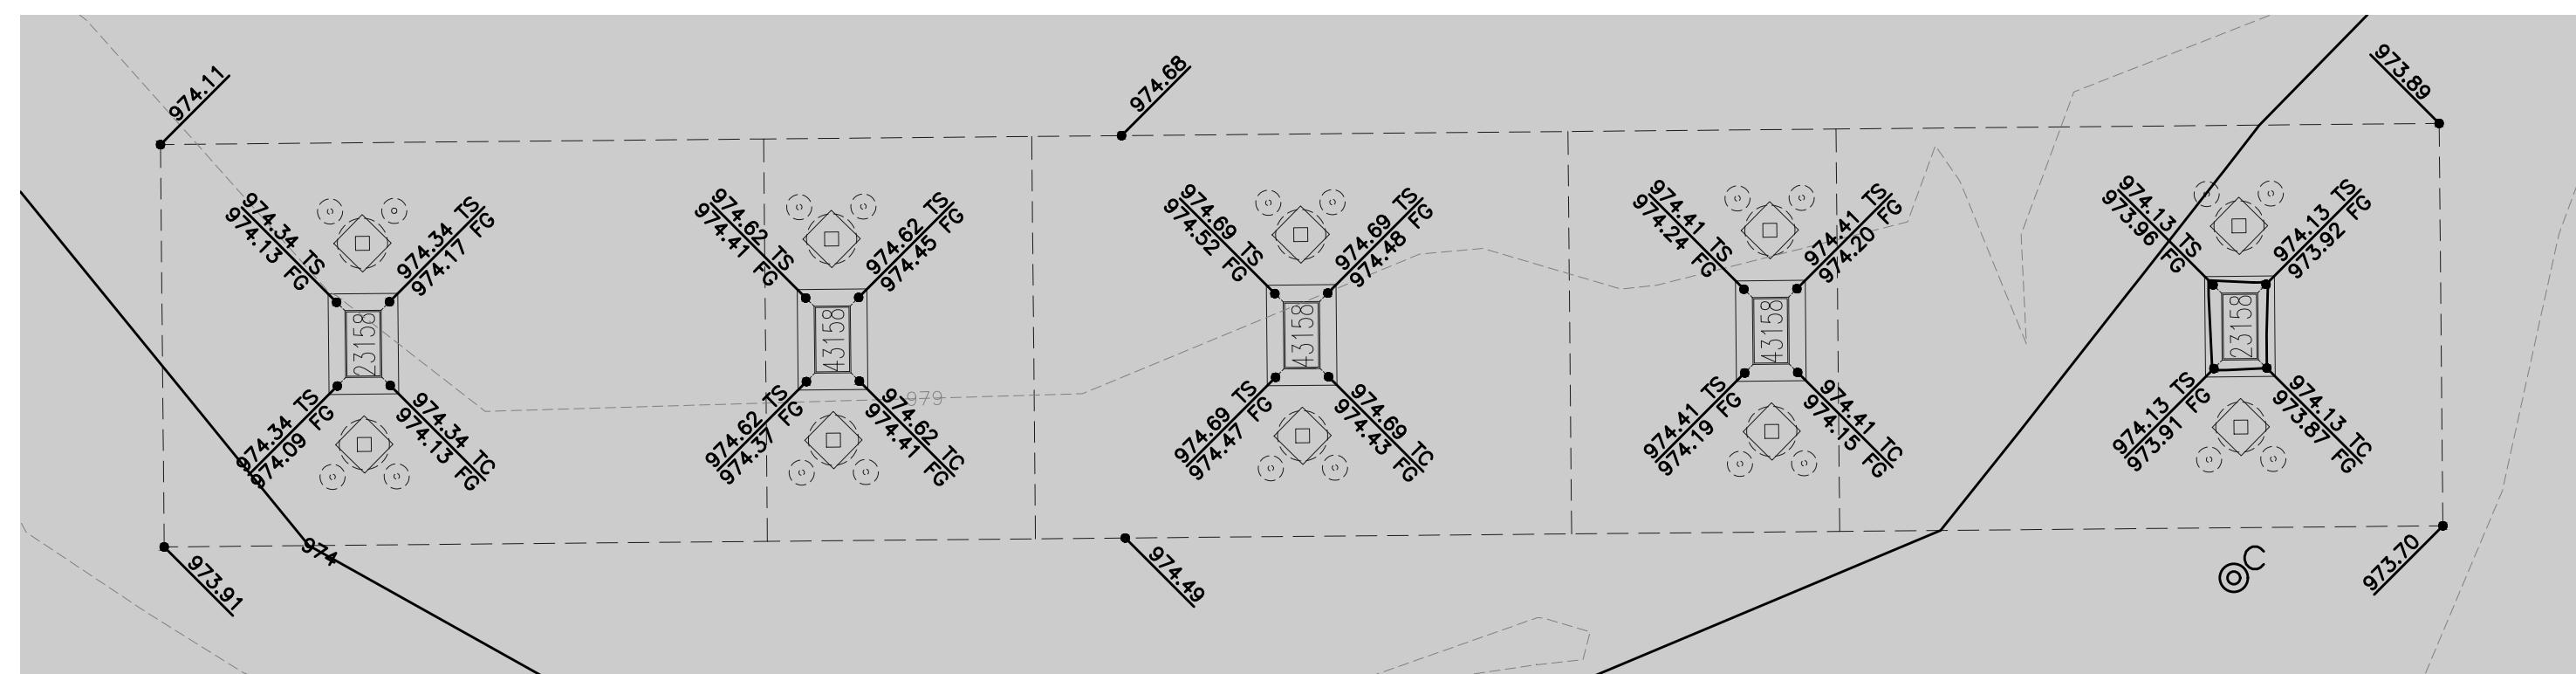 974.11
974.68
973.89
974.34 TS
974.13 FG
974.34 TS
974.17 FG
974.62 TS
974.41 FG
974.62 TS
974.45 FG
974.69 TS
974.52 FG
974.69 TS
974.48 FG
974.41 TS
974.24 FG
974.41 TS
974.20 FG
974.13 TS
973.96 FG
974.13 TS
973.92 FG
23158
43158
43158
43158
23158
974.34 TS
974.09 FG
974.34 TC
974.13 FG
974.62 TS
974.37 FG
974.62 TC
974.41 FG
979
974.69 TS
974.47 FG
974.69 TC
974.43 FG
974.41 TS
974.19 FG
974.41 TC
974.15 FG
974.13 TS
973.91 FG
974.13 TC
973.87 FG
974
973.91
974.49
C
973.70